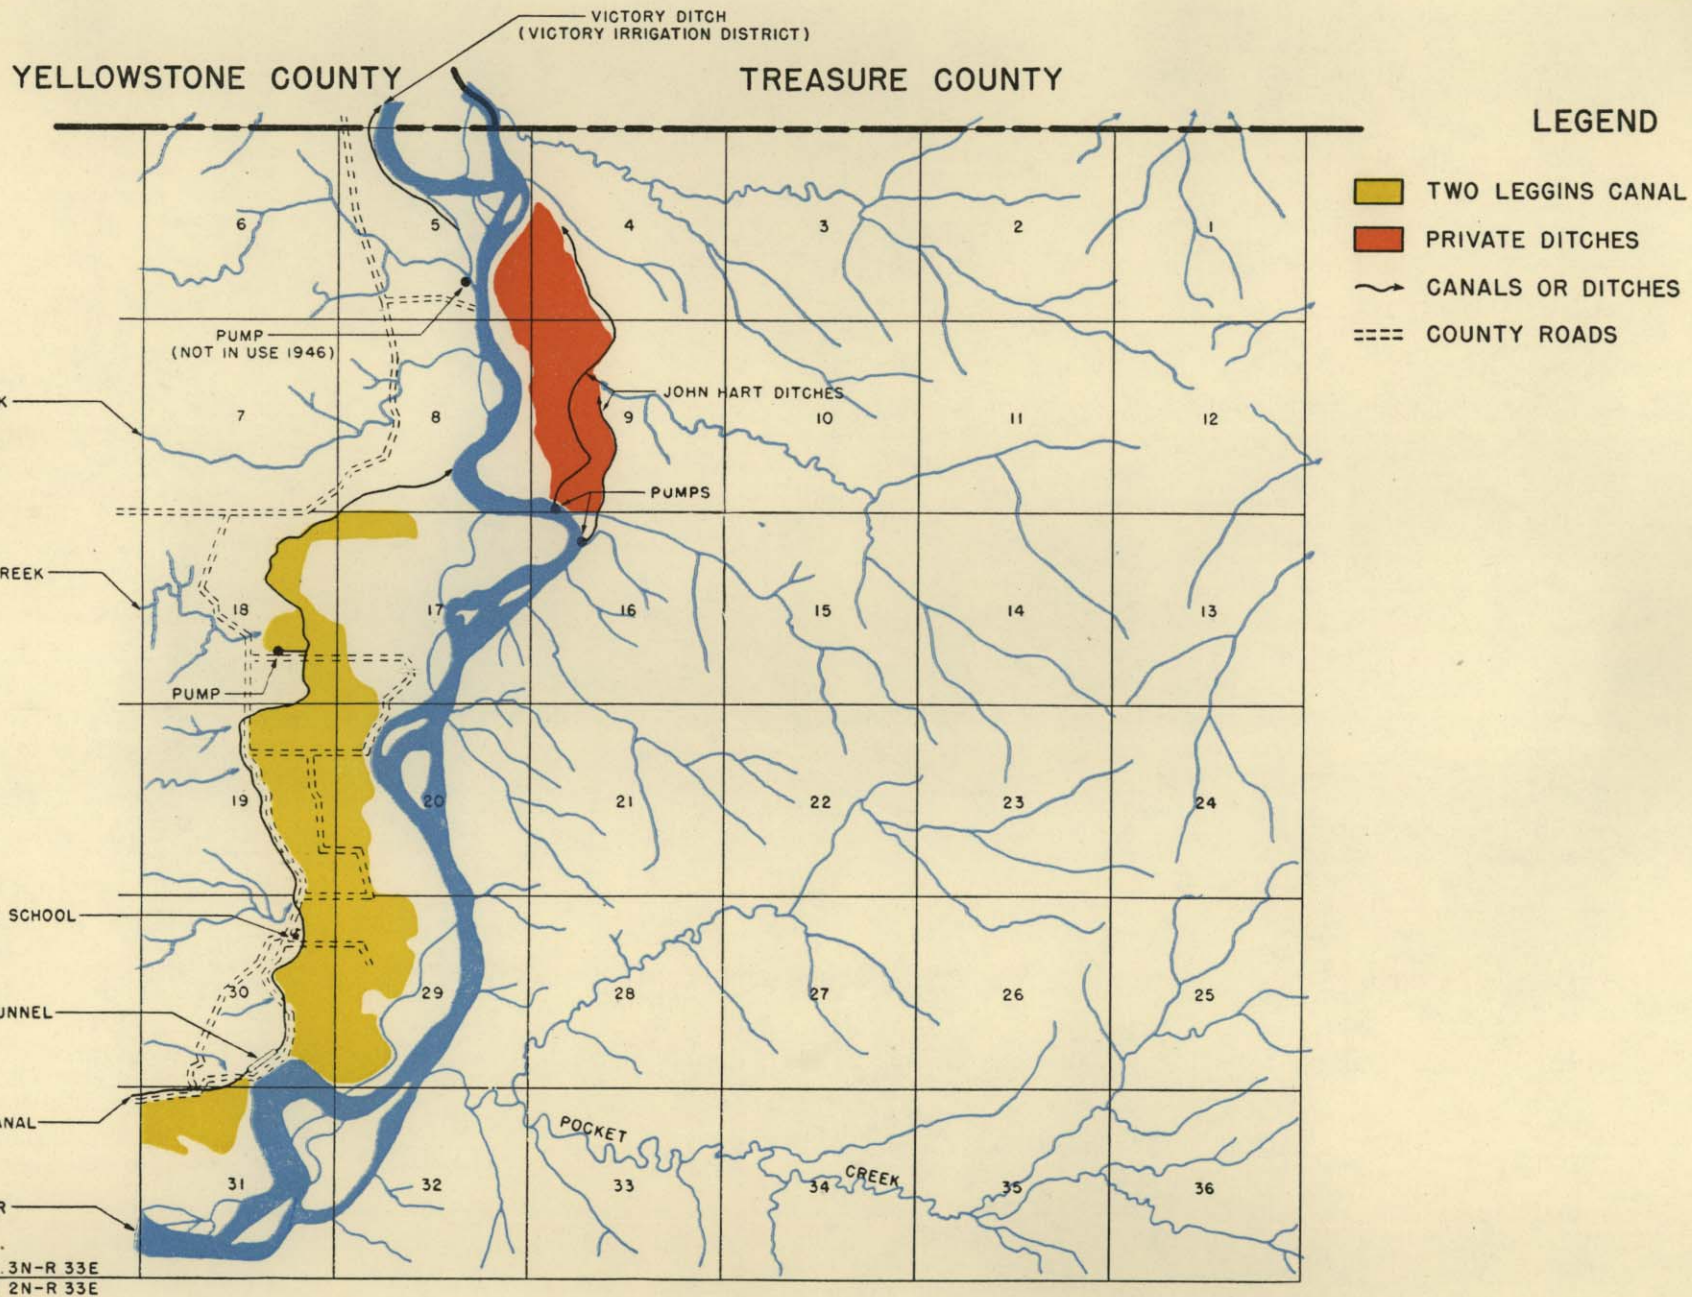 VICTORY DITCH
(VICTORY IRRIGATION DISTRICT)
YELLOWSTONE COUNTY
TREASURE COUNTY
LEGEND
TWO LEGGINS CANAL
PRIVATE DITCHES
CANALS OR DITCHES
COUNTY ROADS
6
5
4
3
2
1
PUMP
(NOT IN USE 1946)
JOHN HART DITCHES
K
7
8
9
10
11
12
PUMPS
REEK
18
17
16
15
14
13
PUMP
19
20
21
22
23
24
SCHOOL
30
29
28
27
26
25
UNNEL
ANAL
POCKET
CREEK
31
32
33
34
35
36
R
.3N-R 33E
2N-R 33E